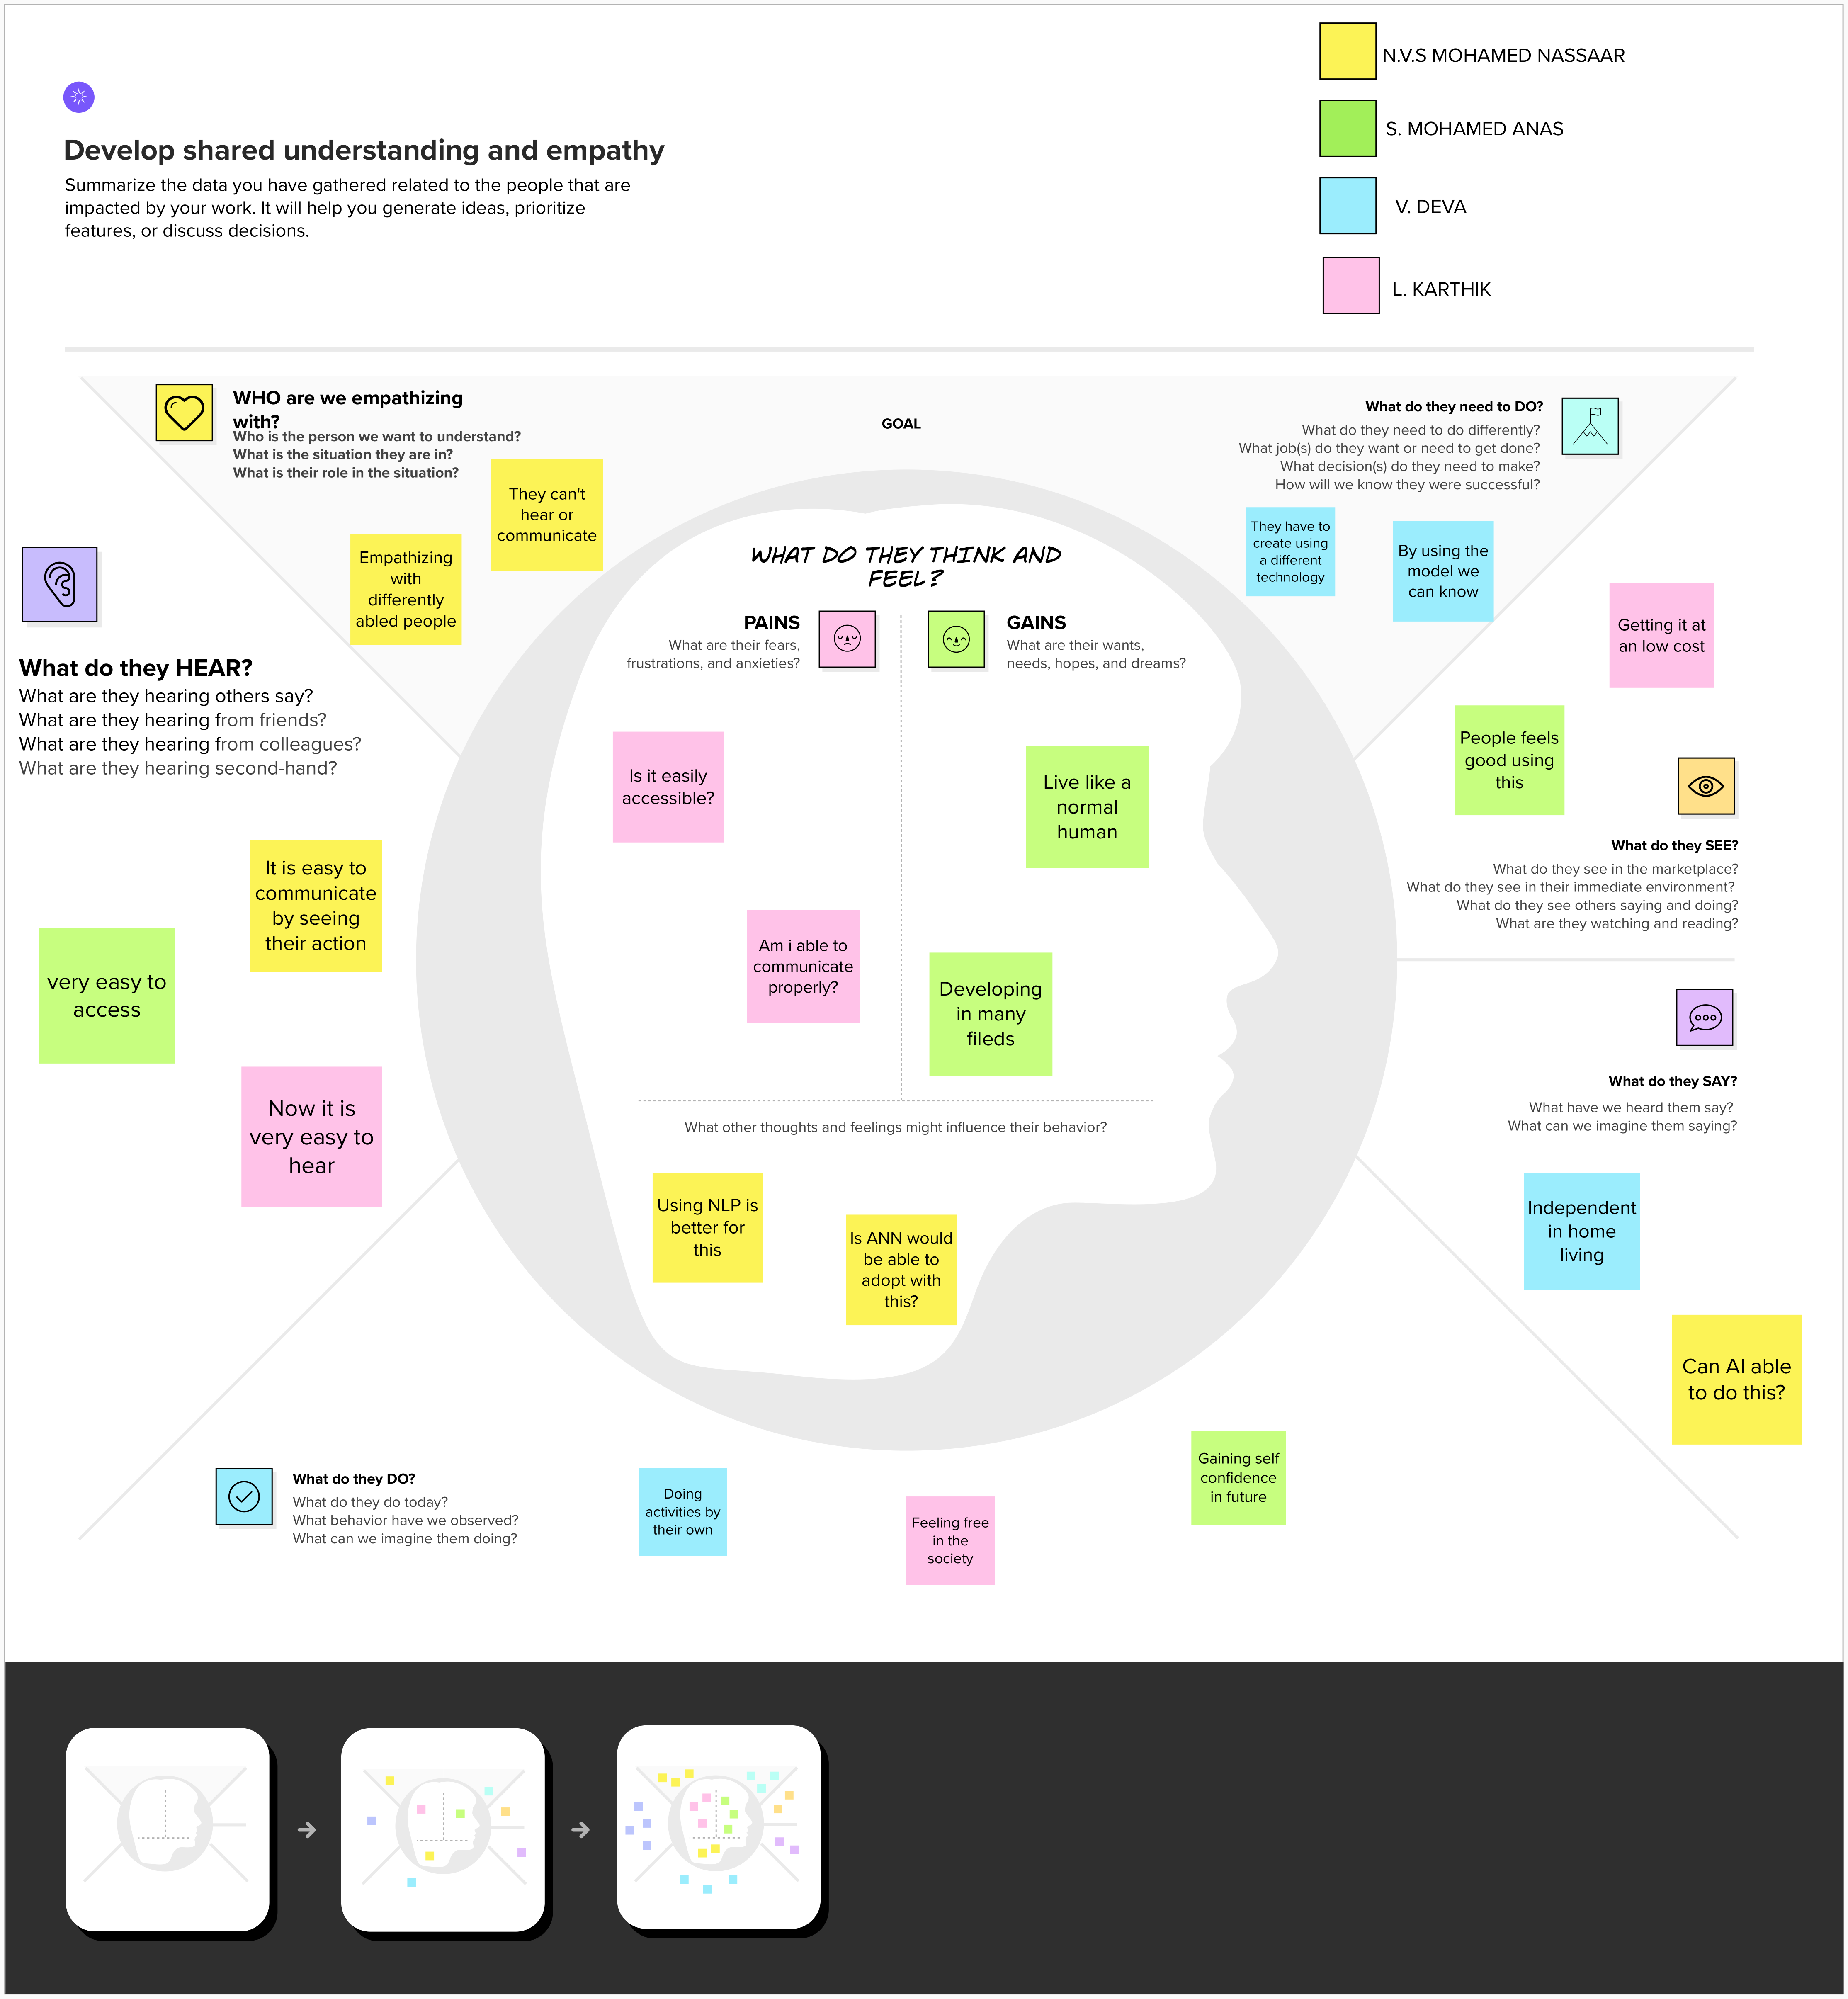 N.V.S MOHAMED NASSAAR
S. MOHAMED ANAS
V. DEVA
L. KARTHIK
Develop shared understanding and empathy
Summarize the data you have gathered related to the people that are
impacted by your work. It will help you generate ideas, prioritize
features, or discuss decisions.
WHO are we empathizing
with?
Who is the person we want to understand?
What is the situation they are in?
What is their role in the situation?
They can't
hear or
communicate
Empathizing
with
differently
abled people
GOAL
What do they need to DO?
What do they need to do differently?
What job(s) do they want or need to get done?
What decision(s) do they need to make?
How will we know they were successful?
They have to
create using
a different
technology
By using the
model we
can know
Getting it at
an low cost
People feels
good using
this
What do they SEE?
What do they see in the marketplace?
What do they see in their immediate environment?
What do they see others saying and doing?
What are they watching and reading?
What do they HEAR?
What are they hearing others say?
What are they hearing from friends?
What are they hearing from colleagues?
What are they hearing second-hand?
It is easy to
communicate
by seeing
their action
very easy to
access
Now it is
very easy to
hear
WHAT DO THEY THINK AND
FEEL?
PAINS
What are their fears,
frustrations, and anxieties?
GAINS
What are their wants,
needs, hopes, and dreams?
Is it easily
accessible?
Am i able to
communicate
properly?
Live like a
normal
human
Developing
in many
fileds
What other thoughts and feelings might influence their behavior?
Using NLP is
better for
this
Is ANN would
be able to
adopt with
this?
What do they SAY?
What have we heard them say?
What can we imagine them saying?
Independent
in home
living
Can AI able
to do this?
What do they DO?
What do they do today?
What behavior have we observed?
What can we imagine them doing?
Doing
activities by
their own
Feeling free
in the
society
Gaining self
confidence
in future